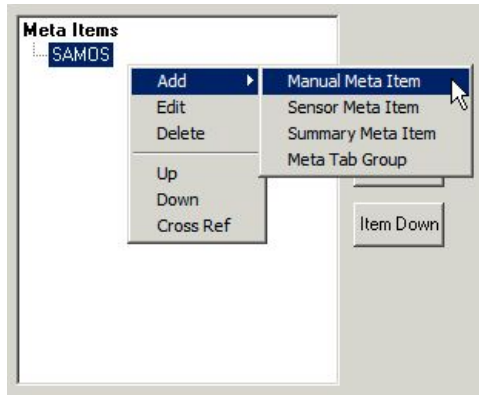 Meta Items
SAMOS
Add
Edit
Delete
Up
Down
Cross Ref
Manual Meta Item
Sensor Meta Item
Summary Meta Item
Meta Tab Group
Item Down